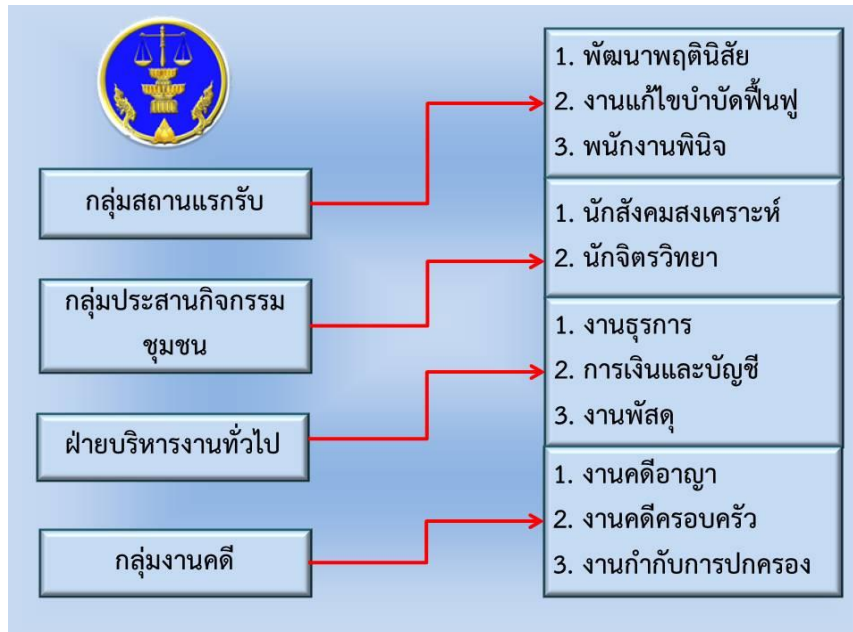 กลุ่มสถานแรกรับ
1. พัฒนาพฤตินิสัย
2. งานแก้ไขบำบัดฟื้นฟู
3. พนักงานพินิจ
กลุ่มประสานกิจกรรม
ชุมชน
1. นักสังคมสงเคราะห์
2. นักจิตรวิทยา
ฝ่ายบริหารงานทั่วไป
1. งานธุรการ
2. การเงินและบัญชี
3. งานพัสดุ
กลุ่มงานคดี
1. งานคดีอาญา
2. งานคดีครอบครัว
3. งานกำกับการปกครอง